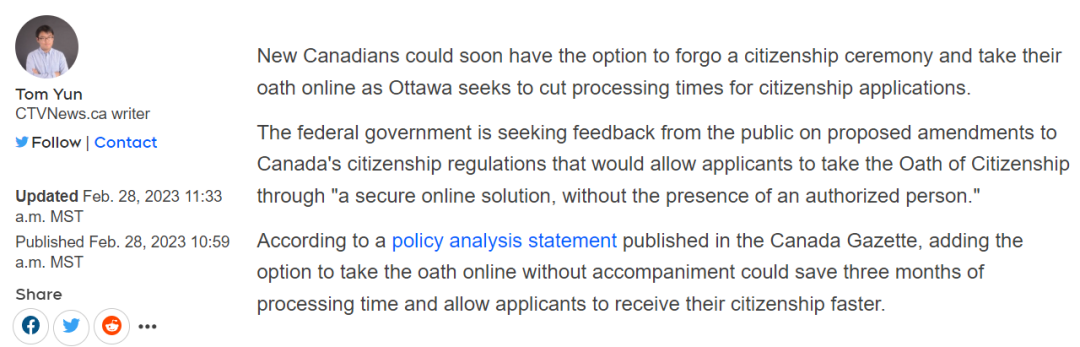 Tom Yun
CTVNews.ca writer
Follow | Contact
Updated Feb. 28, 2023 11:33
a.m. MST
Published Feb. 28, 2023 10:59
a.m. MST
Share
New Canadians could soon have the option to forgo a citizenship ceremony and take their
oath online as Ottawa seeks to cut processing times for citizenship applications.
The federal government is seeking feedback from the public on proposed amendments to
Canada's citizenship regulations that would allow applicants to take the Oath of Citizenship
through "a secure online solution, without the presence of an authorized person."
According to a policy analysis statement published in the Canada Gazette, adding the
option to take the oath online without accompaniment could save three months of
processing time and allow applicants to receive their citizenship faster.